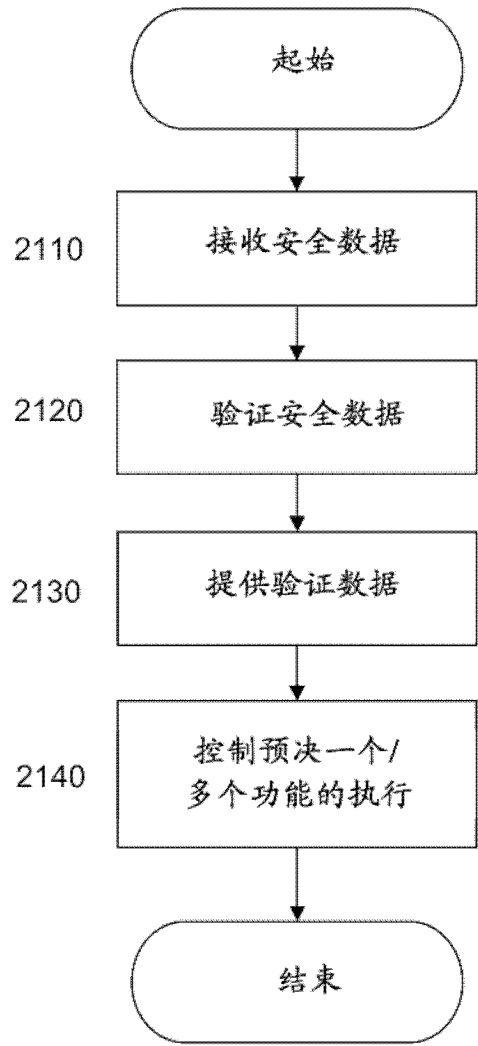 起始
2110
接收安全数据
2120
验证安全数据
2130
提供验证数据
2140
控制预决一个/
多个功能的执行
结束